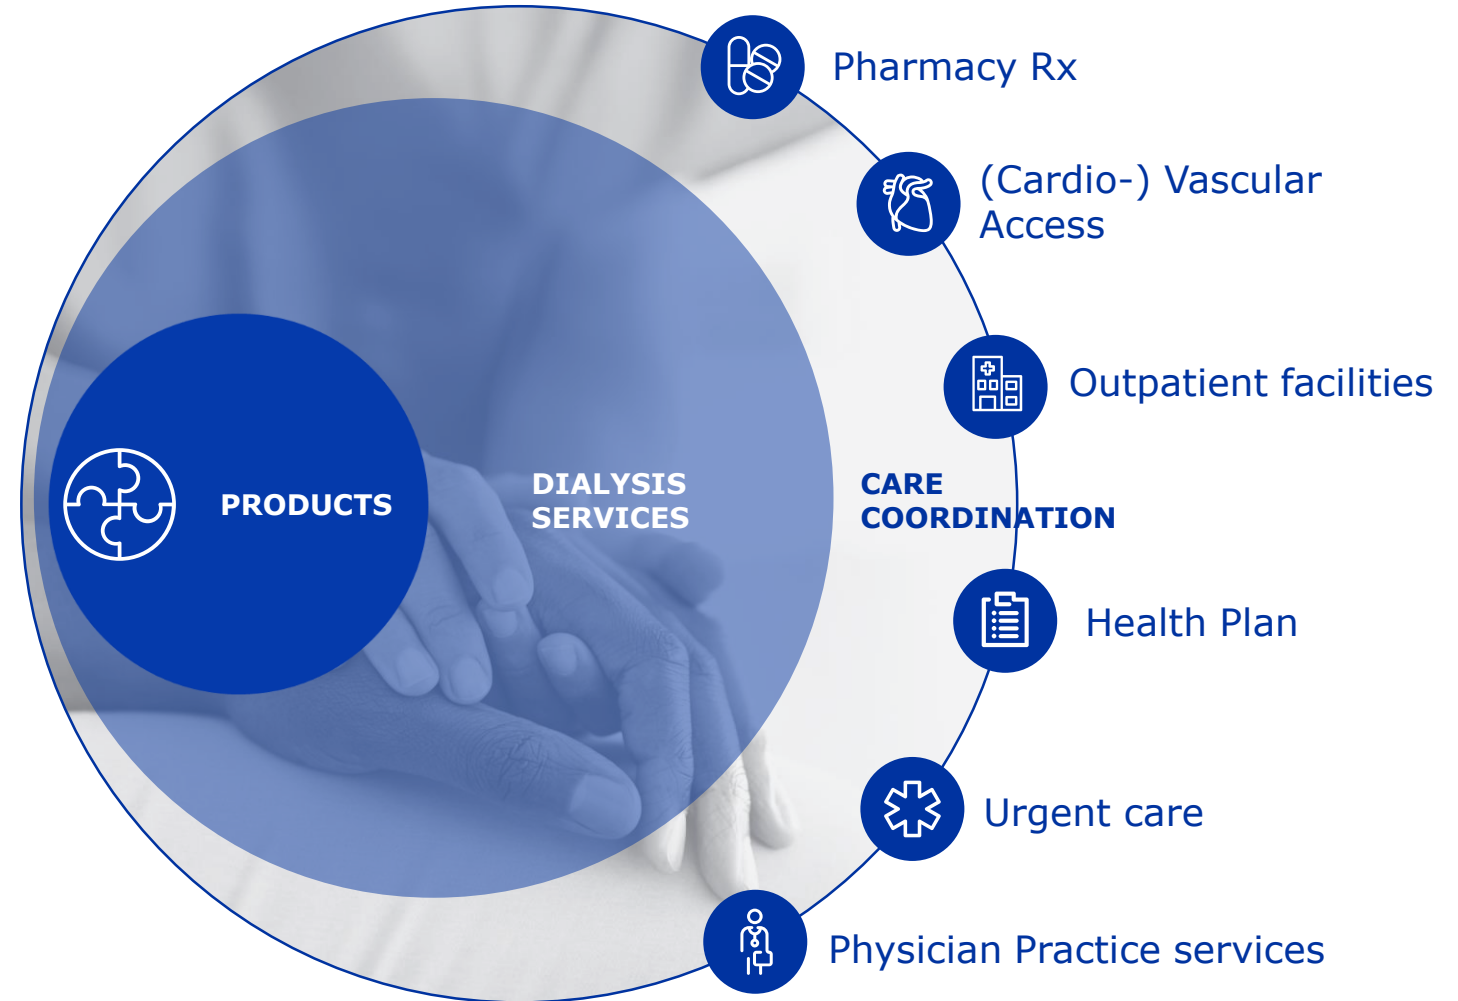 Pharmacy Rx
(Cardio-) Vascular
Access
Outpatient facilities
PRODUCTS
DIALYSIS
SERVICES
CARE
COORDINATION
Health Plan
Urgent care
Physician Practice services